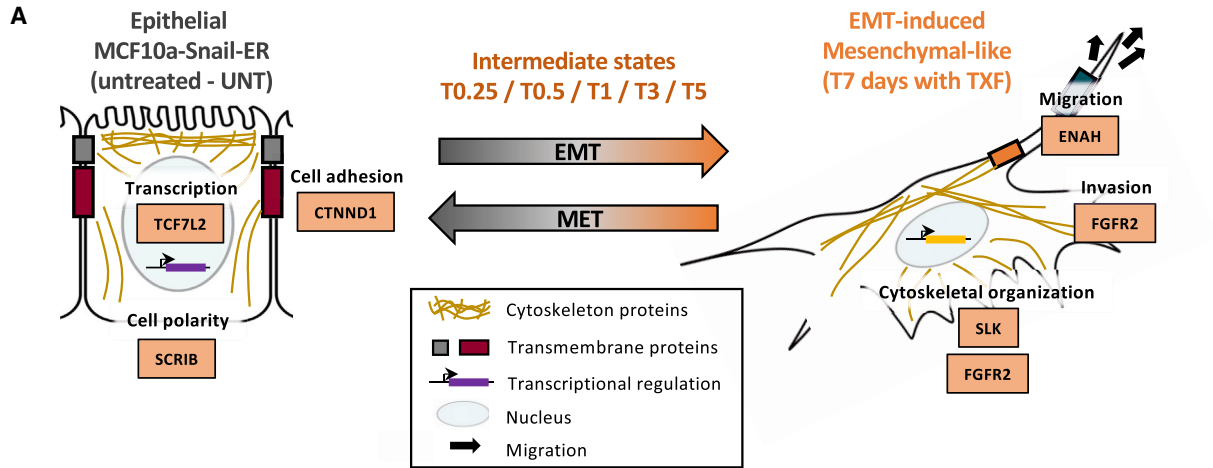 A
Epithelial
MCF10a-Snail-ER
(untreated - UNT)
Transcription
TCF7L2
Cell adhesion
CTNND1
Cell polarity
SCRIB
Intermediate states
T0.25 / T0.5 / T1 / T3 / T5
EMT
MET
Cytoskeleton proteins
Transmembrane proteins
Transcriptional regulation
Nucleus
Migration
EMT-induced
Mesenchymal-like
(T7 days with TXF)
Migration
ENAH
Invasion
FGFR2
Cytoskeletal organization
SLK
FGFR2